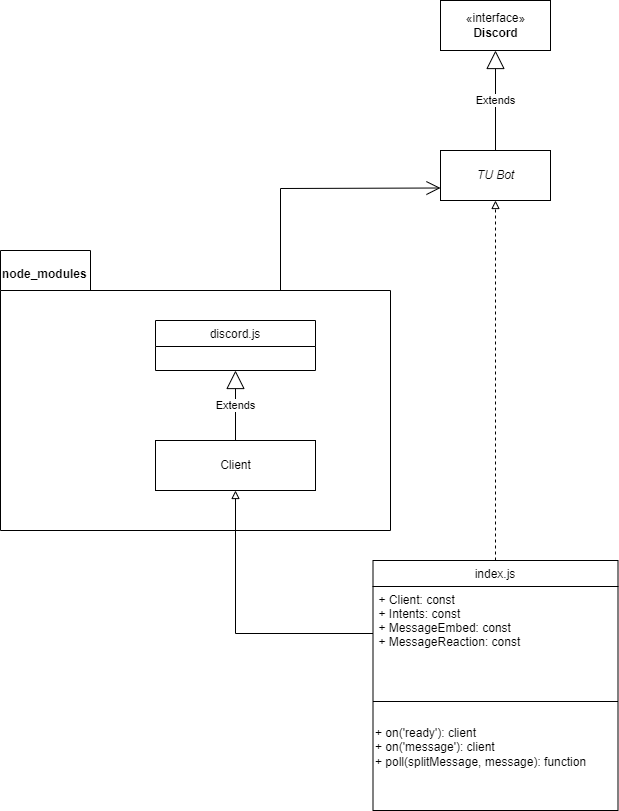 «interface»
Discord
Extends
TU Bot
node_modules
discord.js
Extends
Client
index.js
+ Client: const
+ Intents: const
+ MessageEmbed: const
+ MessageReaction: const
+ on('ready'): client
+ on('message'): client
+ poll(splitMessage, message): function